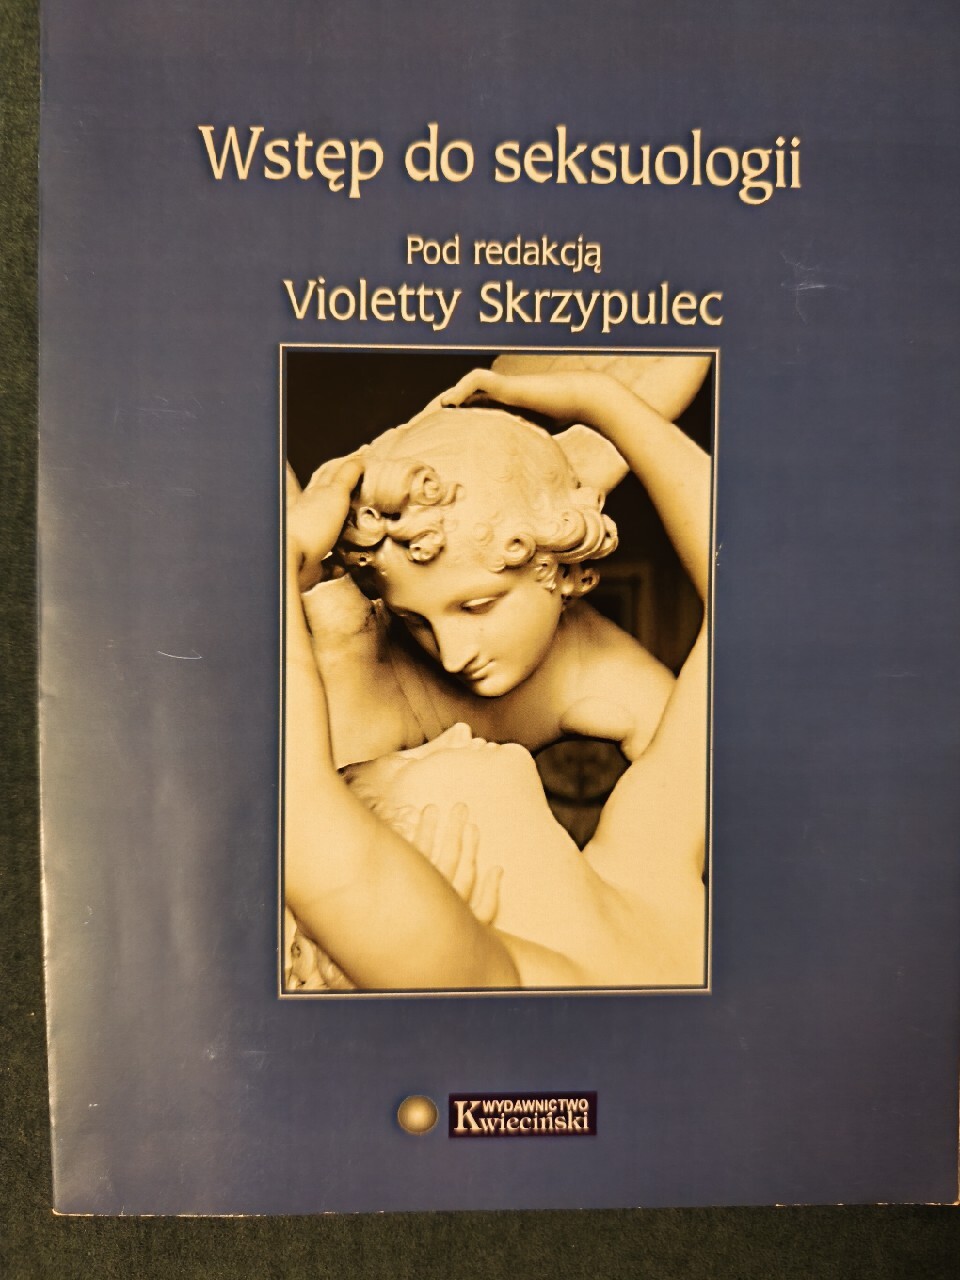 Wstęp do seksuologii
Pod redakcją
Violetty Skrzypulec
WYDAWNICTWO
Kwieciński